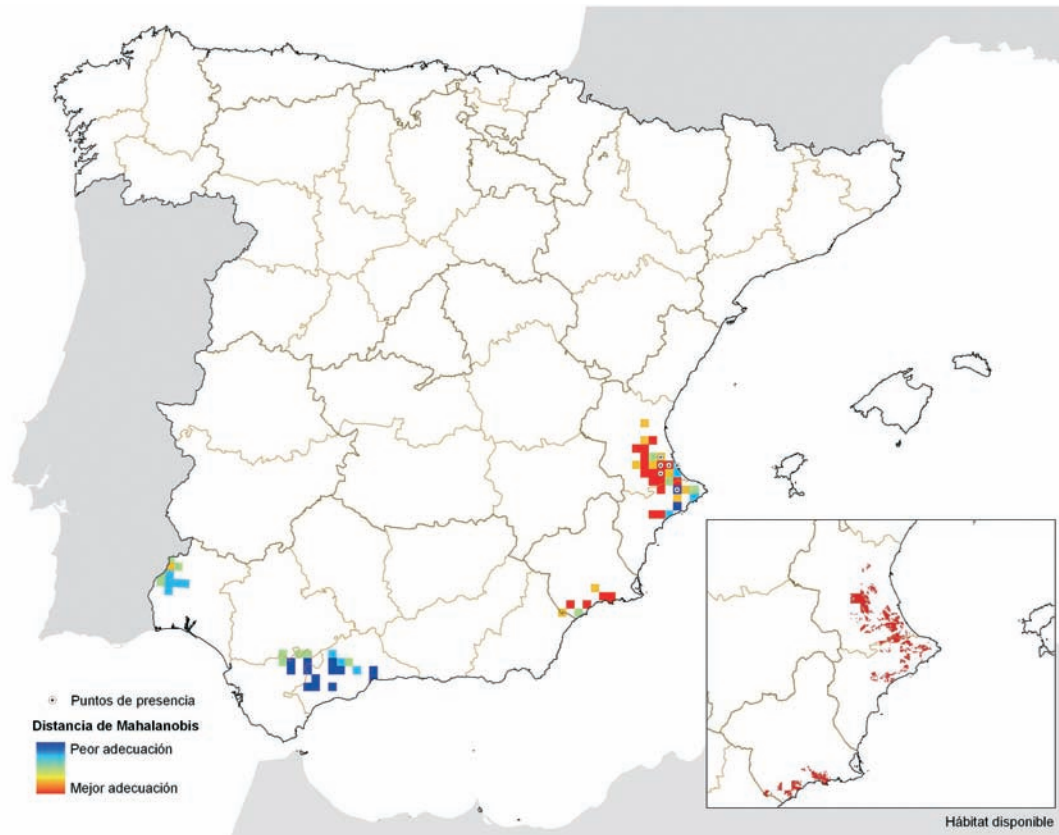 Puntos de presencia
Distancia de Mahalanobis
Peor adecuación
Mejor adecuación
Hábitat disponible